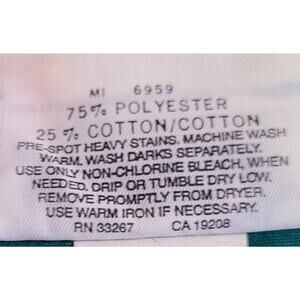 MI 6959
75% POLYESTER
25% COTTON/COTTON
PRE-SPOT HEAVY STAINS. MACHINE WASH
WARM. WASH DARKS SEPARATELY.
USE ONLY NON-CHLORINE BLEACH, WHEN
NEEDED. DRIP OR TUMBLE DRY LOW.
REMOVE PROMPTLY FROM DRYER.
USE WARM IRON IF NECESSARY.
RN 33267 CA 19208